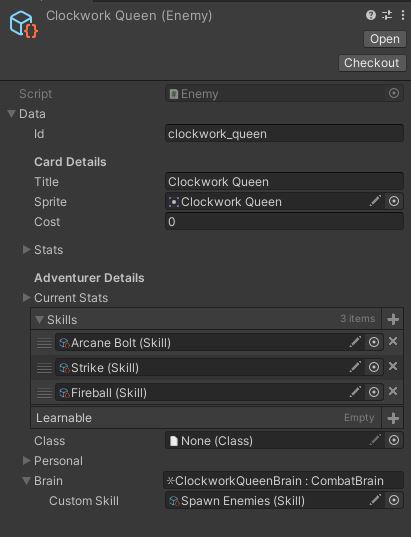 Clockwork Queen (Enemy)
Open
Checkout
Script Enemy
Data
Id clockwork_queen
Card Details
Title Clockwork Queen
Sprite Clockwork Queen
Cost 0
Stats
Adventurer Details
Current Stats
Skills 3 items
Arcane Bolt (Skill)
Strike (Skill)
Fireball (Skill)
Learnable Empty
Class None (Class)
Personal
Brain ClockworkQueenBrain : CombatBrain
Custom Skill Spawn Enemies (Skill)